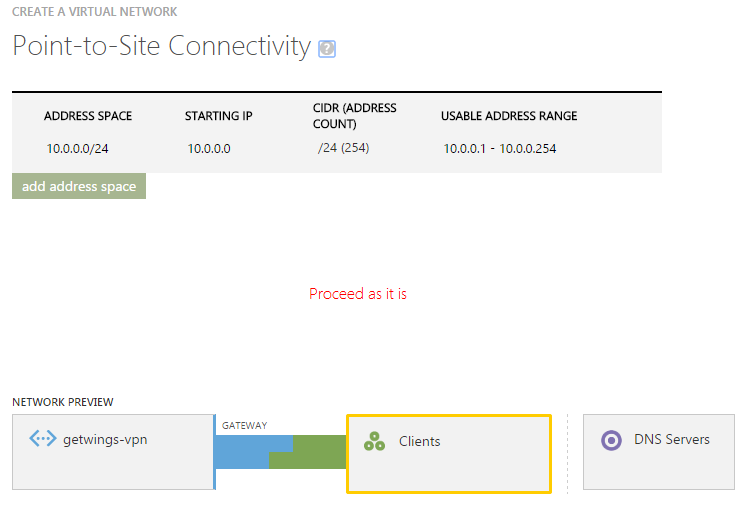 CREATE A VIRTUAL NETWORK
Point-to-Site Connectivity ?
ADDRESS SPACE STARTING IP CIDR (ADDRESS COUNT) USABLE ADDRESS RANGE
10.0.0.0/24 10.0.0.0 /24 (254) 10.0.0.1 - 10.0.0.254
add address space
Proceed as it is
NETWORK PREVIEW
getwings-vpn GATEWAY Clients DNS Servers